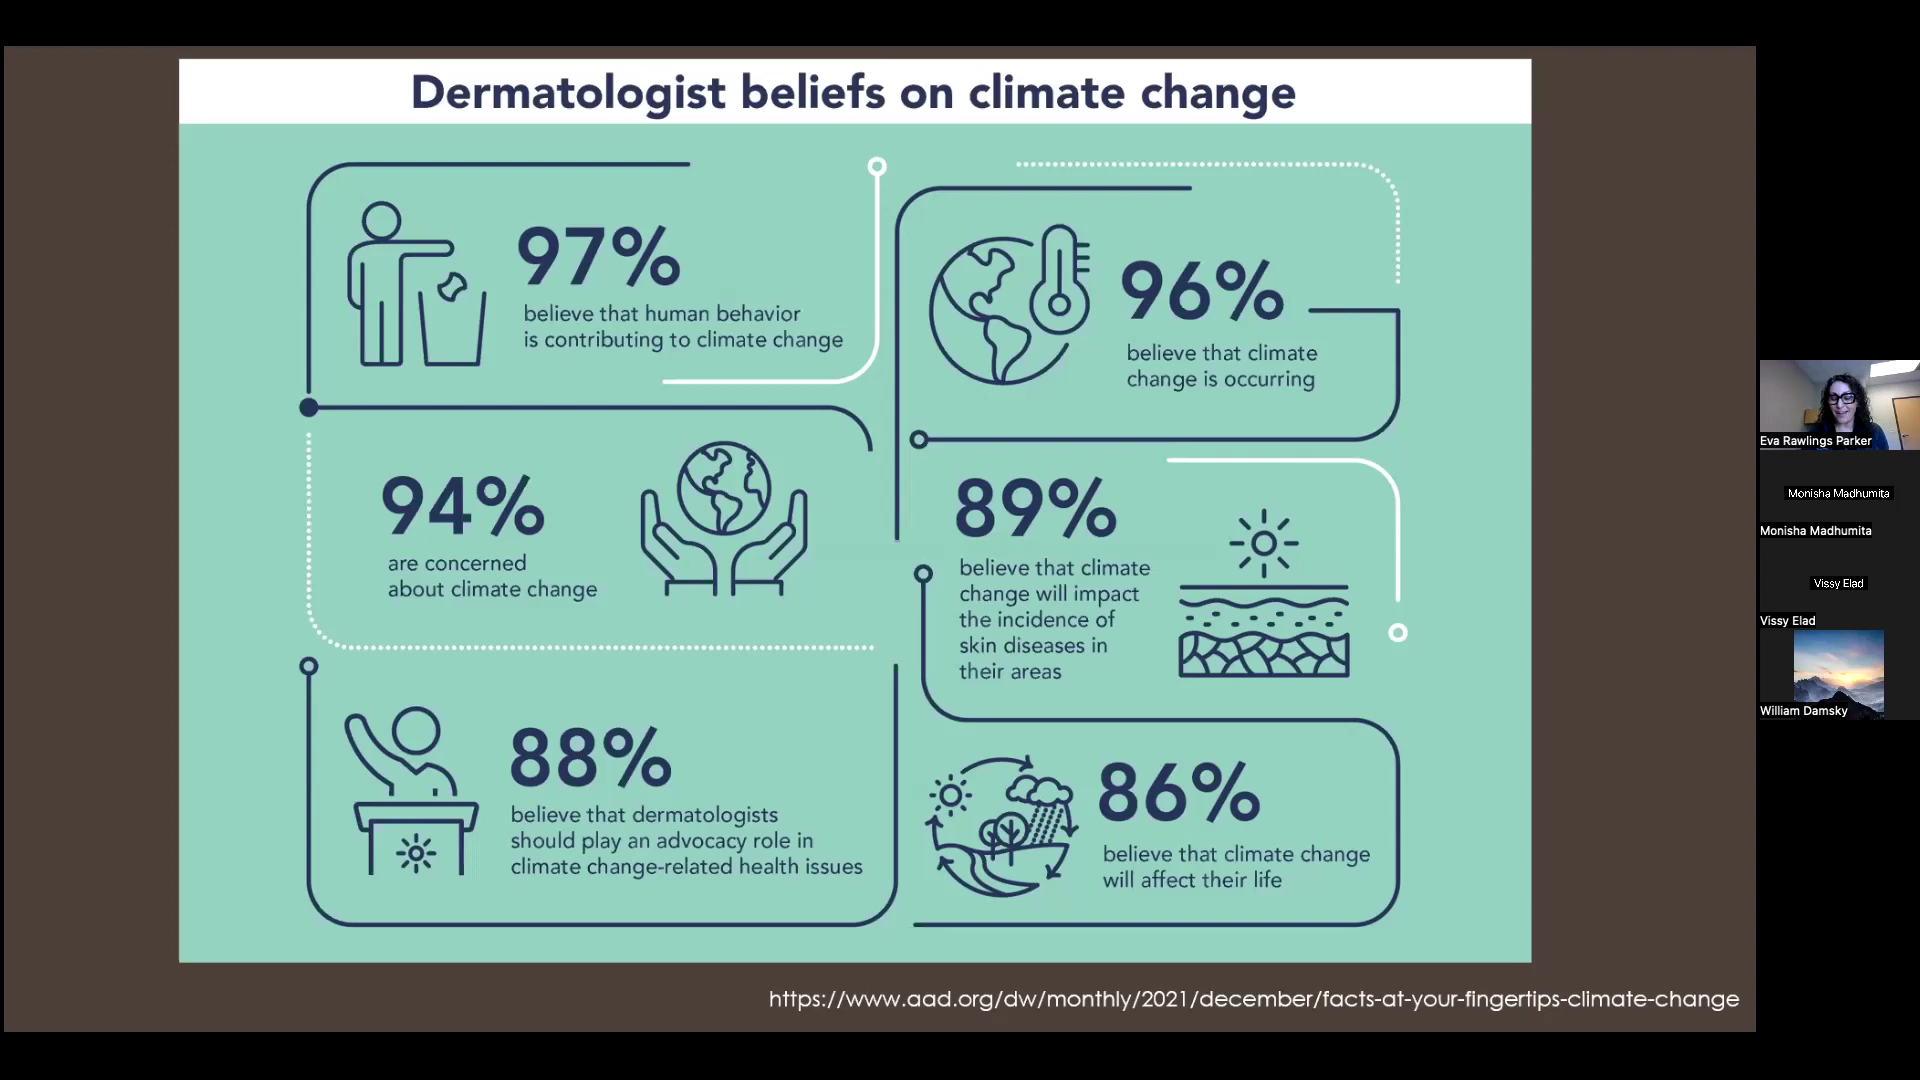 Dermatologist beliefs on climate change
97%
believe that human behavior
is contributing to climate change
96%
believe that climate
change is occurring
94%
are concerned
about climate change
89%
believe that climate
change will impact
the incidence of
skin diseases in
their areas
88%
believe that dermatologists
should play an advocacy role in
climate change-related health issues
86%
believe that climate change
will affect their life
https://www.aad.org/dw/monthly/2021/december/facts-at-your-fingertips-climate-change
Eva Rawlings Parker
Monisha Madhumita
Monisha Madhumita
Vissy Elad
Vissy Elad
William Damsky